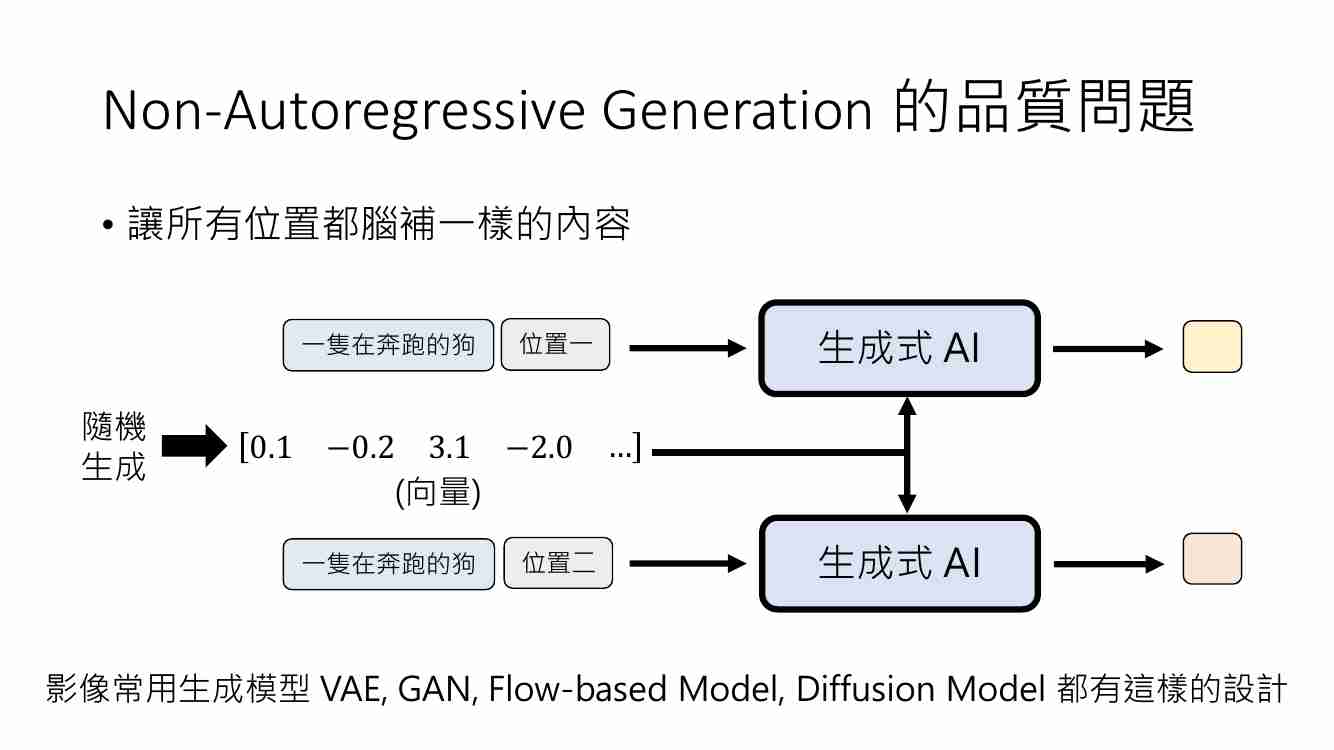 Non-Autoregressive Generation 的品質問題
• 讓所有位置都腦補一樣的內容
一隻在奔跑的狗 位置一 生成式 AI
隨機
生成
[0.1 −0.2 3.1 −2.0 …]
(向量)
一隻在奔跑的狗 位置二 生成式 AI
影像常用生成模型 VAE, GAN, Flow-based Model, Diffusion Model 都有這樣的設計